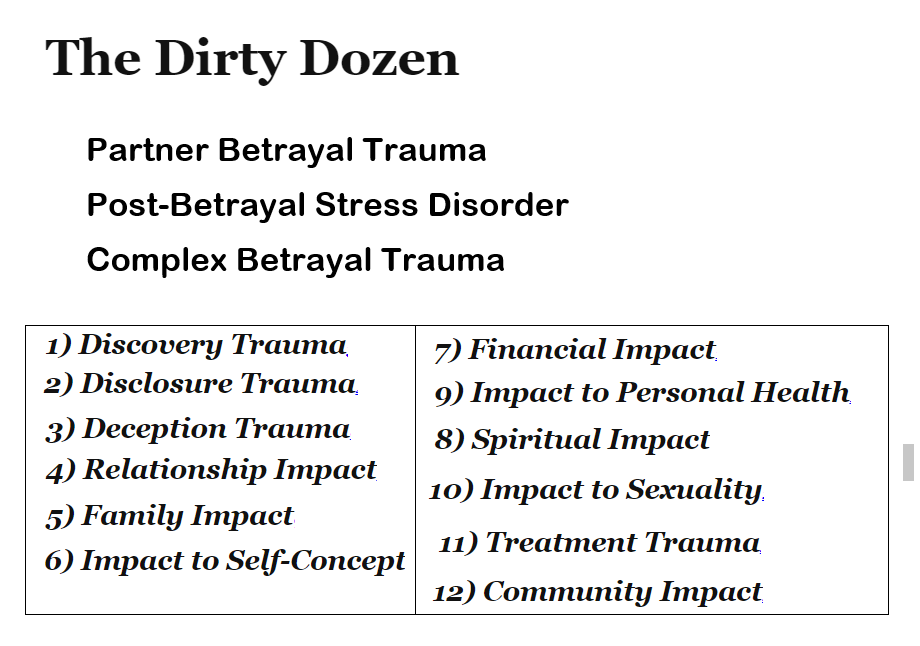 The Dirty Dozen
Partner Betrayal Trauma
Post-Betrayal Stress Disorder
Complex Betrayal Trauma
1) Discovery Trauma
2) Disclosure Trauma
3) Deception Trauma
4) Relationship Impact
5) Family Impact
6) Impact to Self-Concept
7) Financial Impact
9) Impact to Personal Health
8) Spiritual Impact
10) Impact to Sexuality
11) Treatment Trauma
12) Community Impact